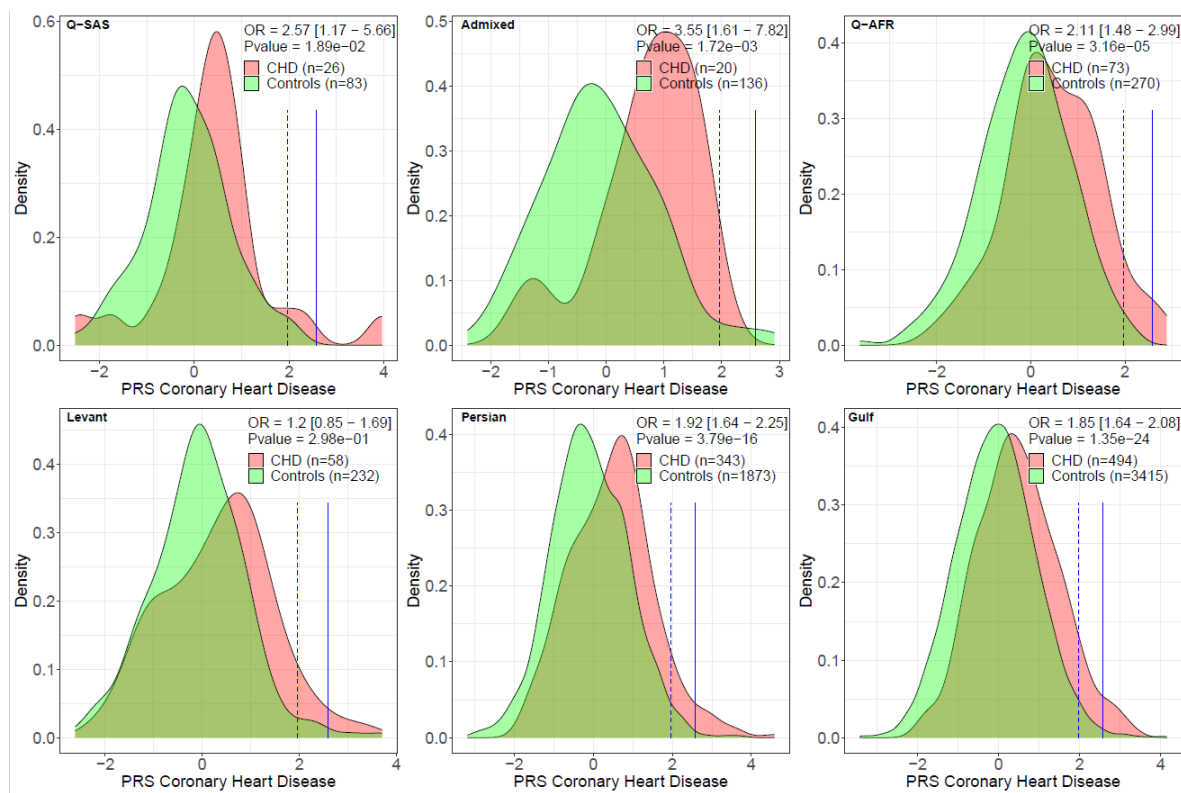 Q-SAS
OR = 2.57 [1.17 − 5.66]
Pvalue = 1.89e−02
CHD (n=26)
Controls (n=83)
0.6
0.4
0.2
0.0
Density
−2
0
2
4
PRS Coronary Heart Disease
Admixed
OR = 3.55 [1.61 − 7.82]
Pvalue = 1.72e−03
CHD (n=20)
Controls (n=136)
0.5
0.4
0.3
0.2
0.1
0.0
Density
−2
−1
0
1
2
3
PRS Coronary Heart Disease
Q-AFR
OR = 2.11 [1.48 − 2.99]
Pvalue = 3.16e−05
CHD (n=73)
Controls (n=270)
0.4
0.3
0.2
0.1
0.0
Density
−2
0
2
PRS Coronary Heart Disease
Levant
OR = 1.2 [0.85 − 1.69]
Pvalue = 2.98e−01
CHD (n=58)
Controls (n=232)
0.4
0.3
0.2
0.1
0.0
Density
−2
0
2
4
PRS Coronary Heart Disease
Persian
OR = 1.92 [1.64 − 2.25]
Pvalue = 3.79e−16
CHD (n=343)
Controls (n=1873)
0.4
0.3
0.2
0.1
0.0
Density
−2
0
2
4
PRS Coronary Heart Disease
Gulf
OR = 1.85 [1.64 − 2.08]
Pvalue = 1.35e−24
CHD (n=494)
Controls (n=3415)
0.4
0.3
0.2
0.1
0.0
Density
−2
0
2
4
PRS Coronary Heart Disease